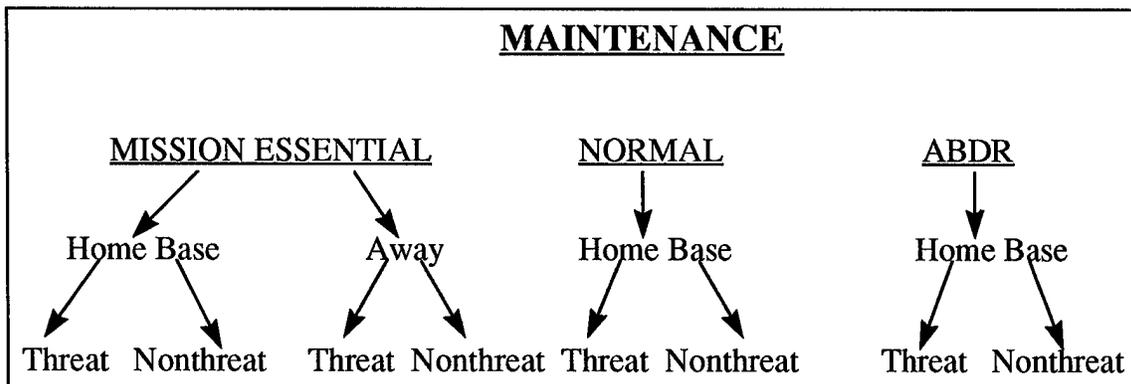 MAINTENANCE
MISSION ESSENTIAL NORMAL ABDR
Home Base Away Home Base Home Base
Threat Nonthreat Threat Nonthreat Threat Nonthreat Threat Nonthreat